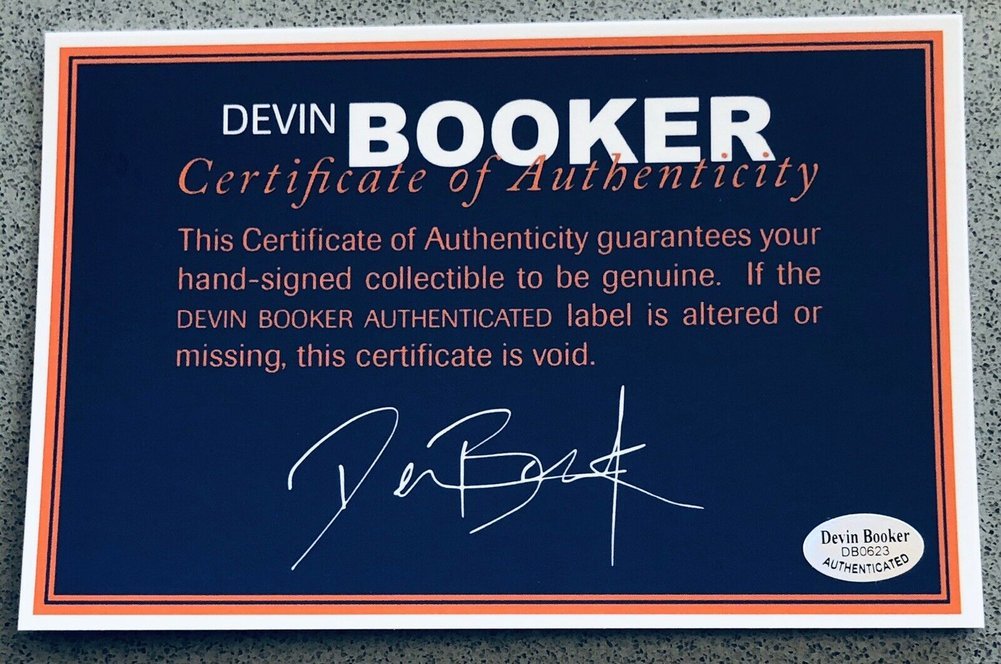 DEVIN BOOKER
Certificate of Authenticity
This Certificate of Authenticity guarantees your
hand-signed collectible to be genuine. If the
DEVIN BOOKER AUTHENTICATED label is altered or
missing, this certificate is void.
Devin Booker
DB0623
AUTHENTICATED